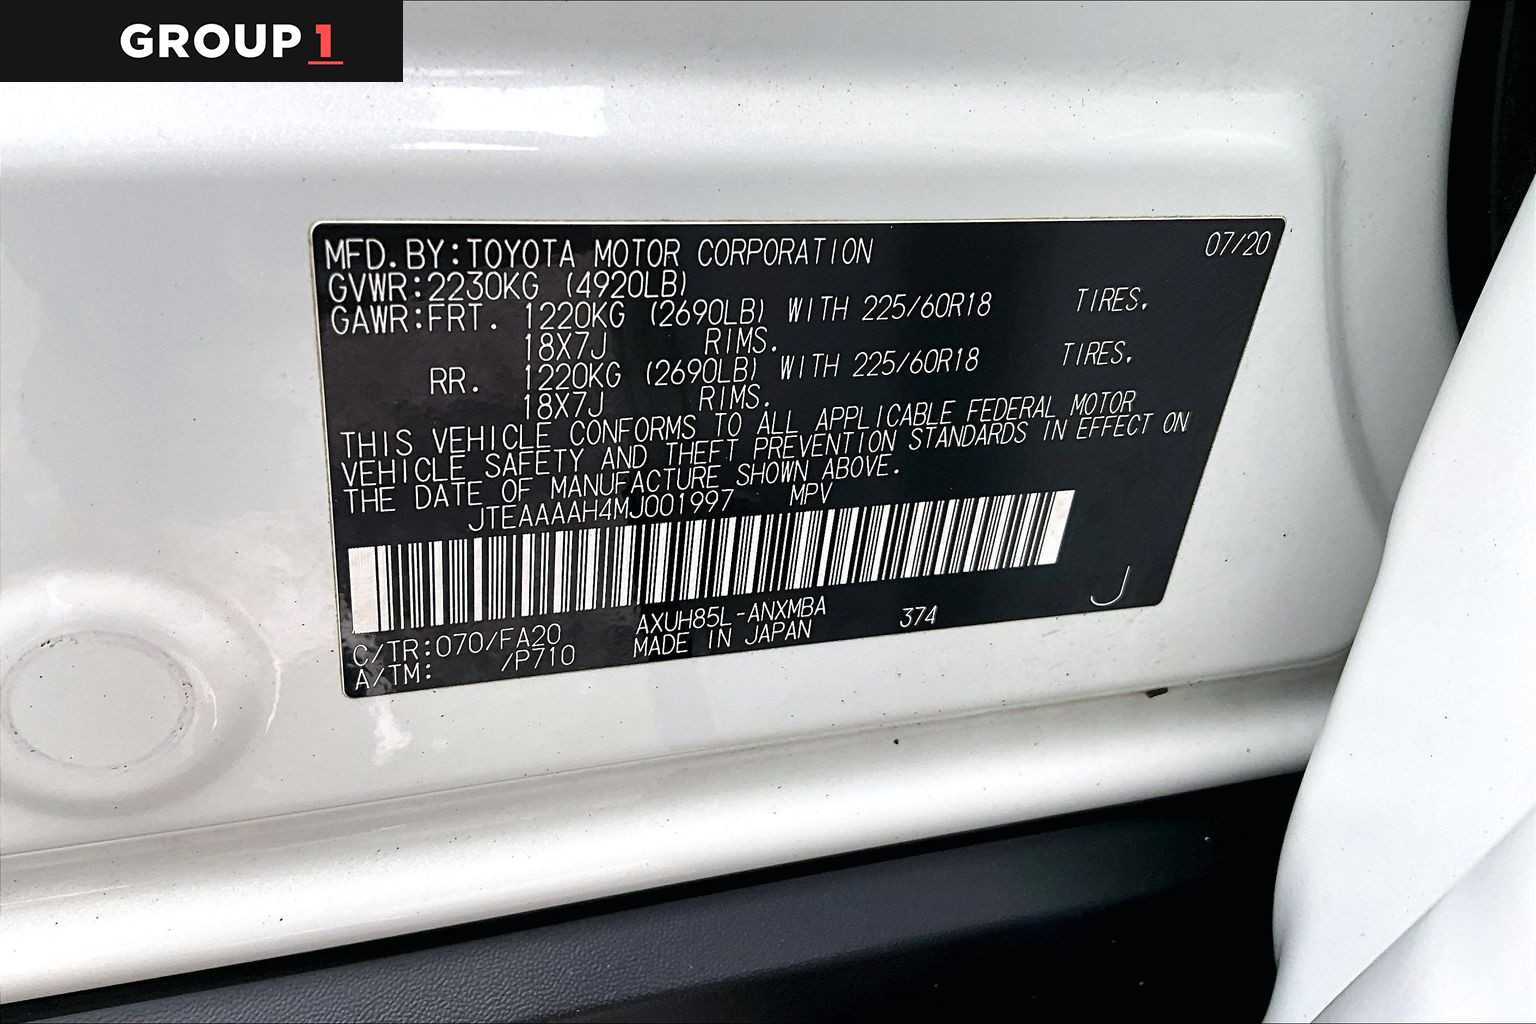 GROUP 1
MFD.BY:TOYOTA MOTOR CORPORATION 07/20
GVWR:2230KG (4920LB)
GAWR:FRT. 1220KG (2690LB) WITH 225/60R18 TIRES.
18X7J RIMS.
RR. 1220KG (2690LB) WITH 225/60R18 TIRES.
18X7J RIMS.
THIS VEHICLE CONFORMS TO ALL APPLICABLE FEDERAL MOTOR
VEHICLE SAFETY AND THEFT PREVENTION STANDARDS IN EFFECT ON
THE DATE OF MANUFACTURE SHOWN ABOVE.
JTEAAAAH4MJ001997 MPV
C/TR:070/FA20 AXUH85L-ANXMBA 374 J
A/TM: /P710 MADE IN JAPAN